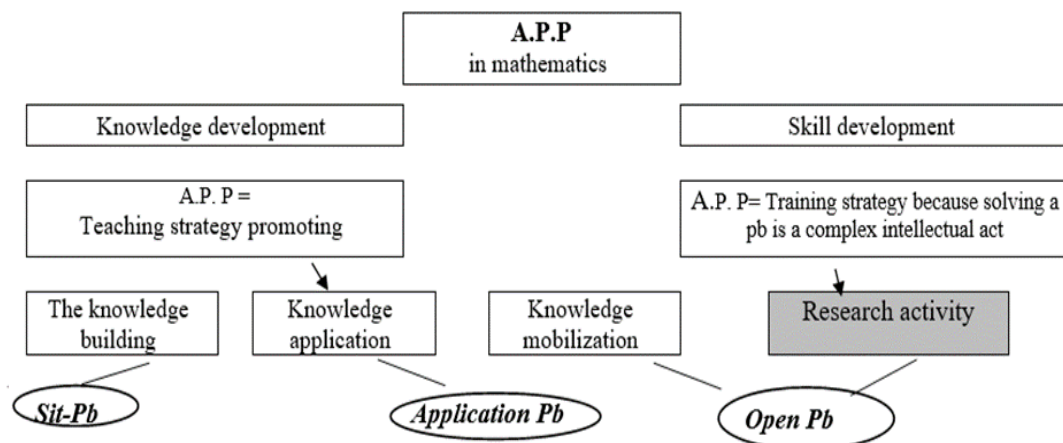 A.P.P
in mathematics
Knowledge development
Skill development
A.P. P =
Teaching strategy promoting
A.P. P= Training strategy because solving a
pb is a complex intellectual act
The knowledge
building
Knowledge
application
Knowledge
mobilization
Research activity
Sit-Pb
Application Pb
Open Pb